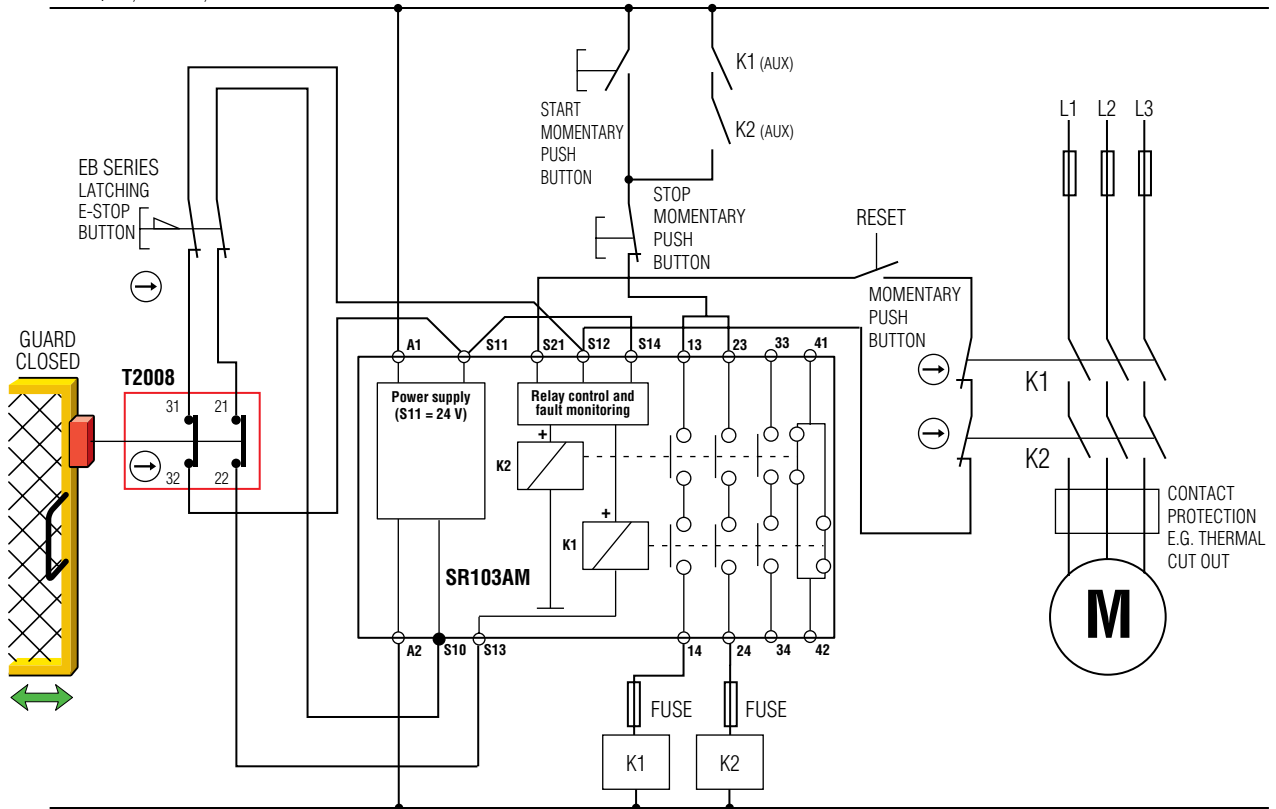 K1 (AUX)
K2 (AUX)
START
MOMENTARY
PUSH
BUTTON
L1 L2 L3
EB SERIES
LATCHING
E-STOP
BUTTON
STOP
MOMENTARY
PUSH
BUTTON
RESET
MOMENTARY
PUSH
BUTTON
GUARD
CLOSED
T2008
31 21
32 22
A1 S11 S21 S12 S14 13 23 33 41
Power supply
(S11 = 24 V)
Relay control and
fault monitoring
+
K2
+
K1
SR103AM
A2 S10 S13 14 24 34 42
K1
K2
CONTACT
PROTECTION
E.G. THERMAL
CUT OUT
M
FUSE FUSE
K1 K2